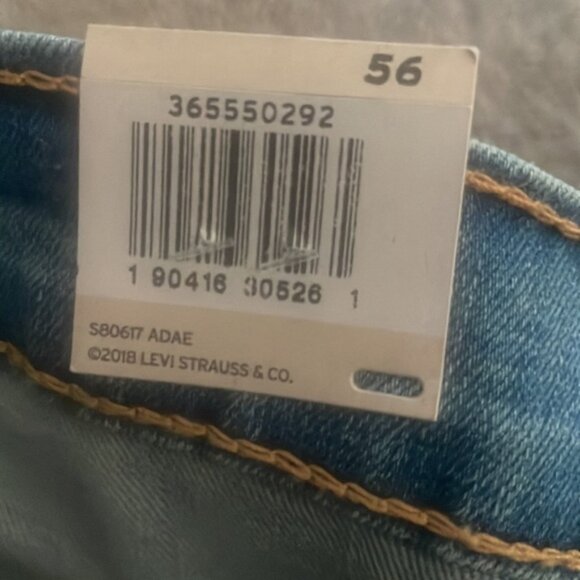 56
365550292
1 90416 30526 1
S80617 ADAE
©2018 LEVI STRAUSS & CO.